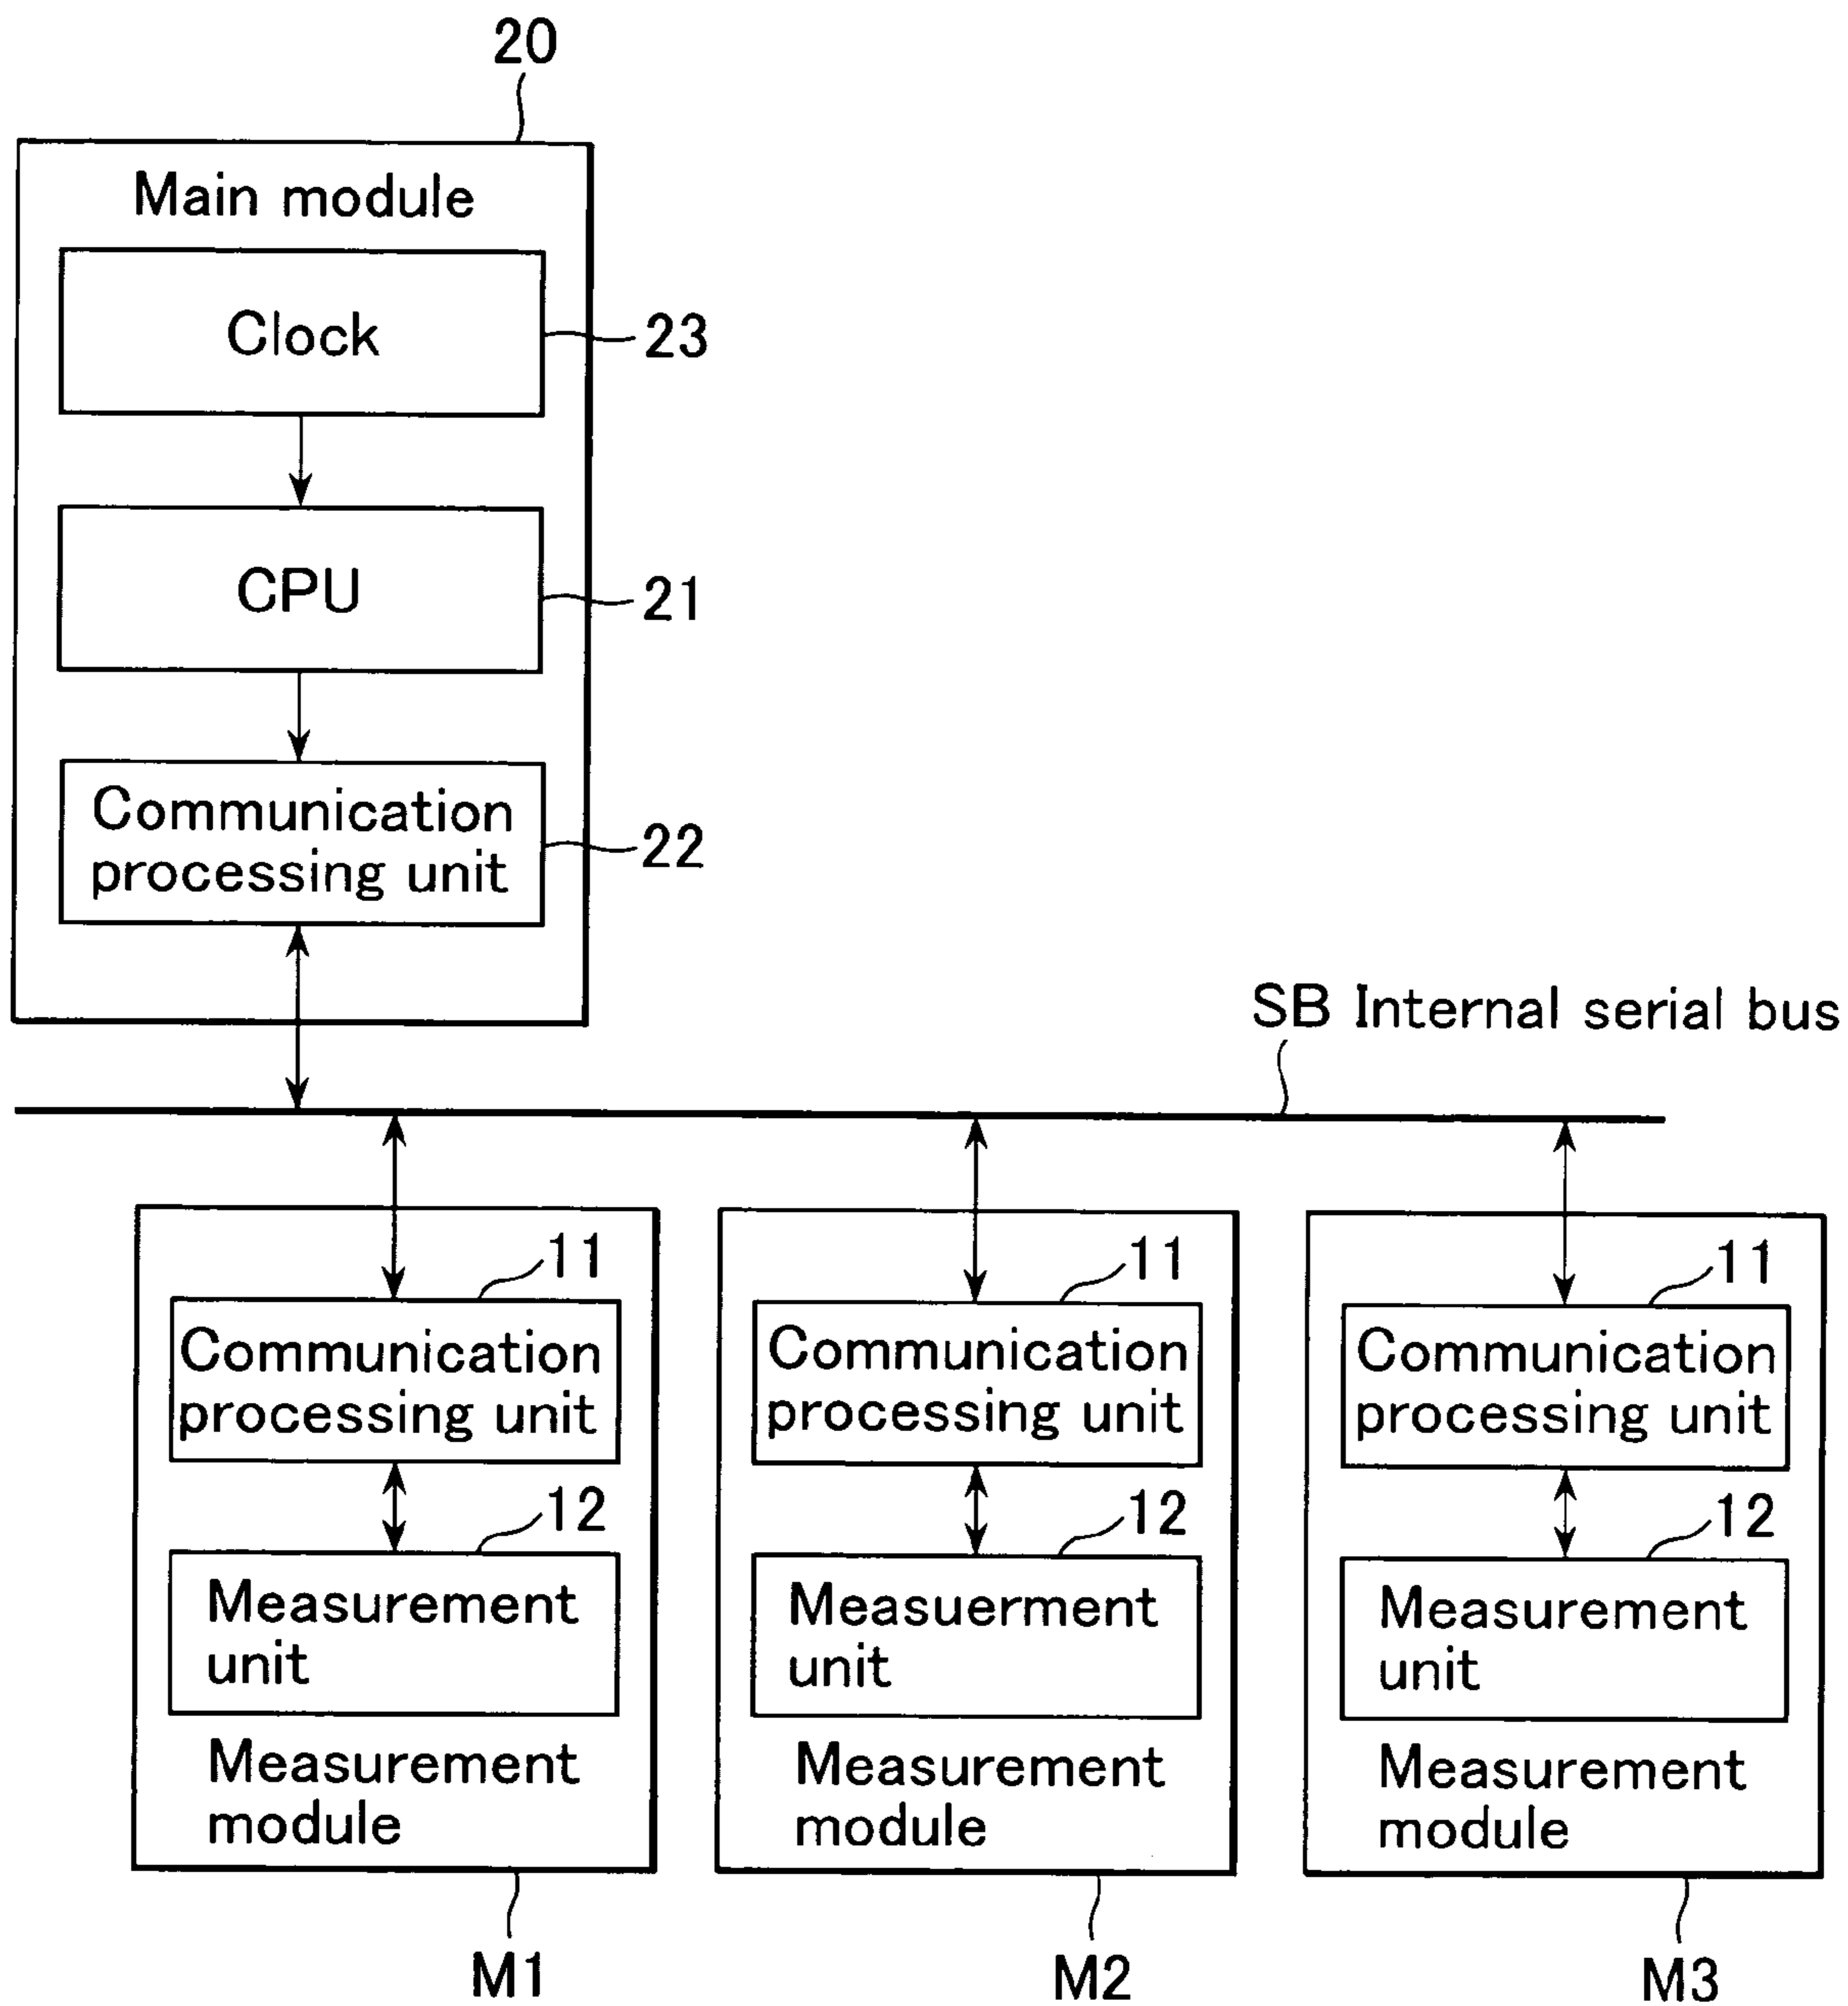 20
Main module
Clock
23
CPU
21
Communication
processing unit
22
SB Internal serial bus
11
Communication
processing unit
12
Measurement
unit
Measurement
module
M1
11
Communication
processing unit
12
Measuerment
unit
Measurement
module
M2
11
Communication
processing unit
12
Measurement
unit
Measurement
module
M3